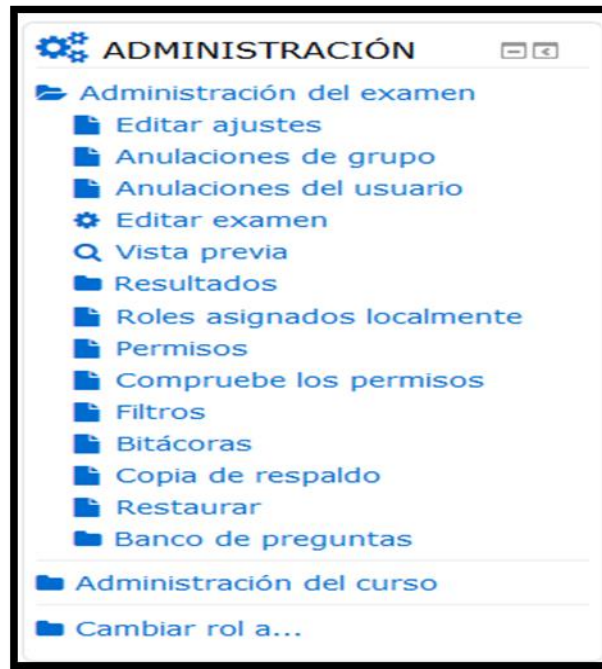 ADMINISTRACIÓN
Administración del examen
Editar ajustes
Anulaciones de grupo
Anulaciones del usuario
Editar examen
Vista previa
Resultados
Roles asignados localmente
Permisos
Compruebe los permisos
Filtros
Bitácoras
Copia de respaldo
Restaurar
Banco de preguntas
Administración del curso
Cambiar rol a...